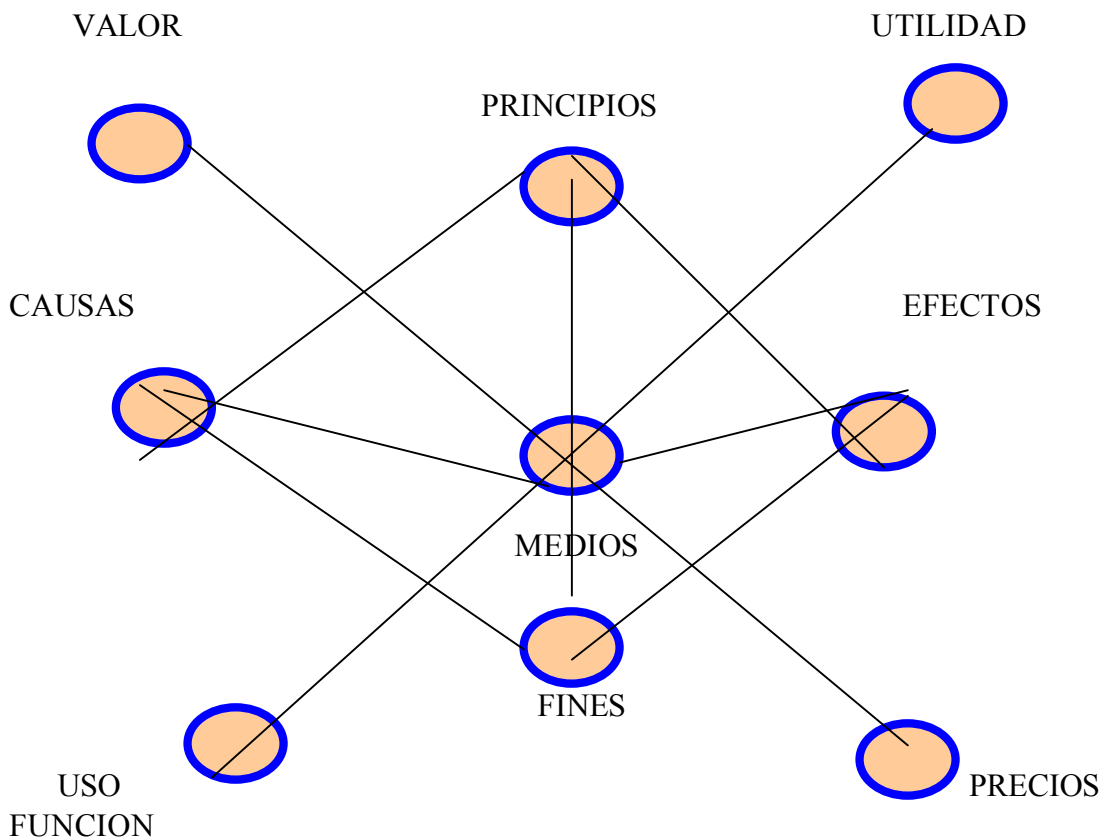 VALOR
UTILIDAD
PRINCIPIOS
CAUSAS
EFECTOS
MEDIOS
FINES
USO
FUNCION
PRECIOS